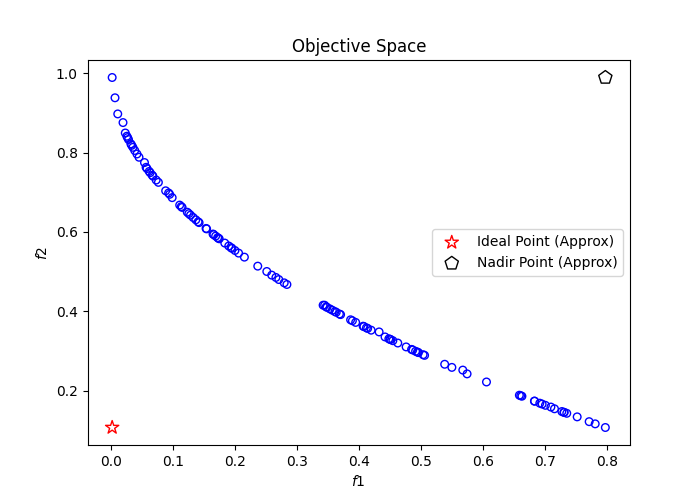 Objective Space
1.0
0.8
0.6
0.4
0.2
f2
Ideal Point (Approx)
Nadir Point (Approx)
0.0 0.1 0.2 0.3 0.4 0.5 0.6 0.7 0.8
f1